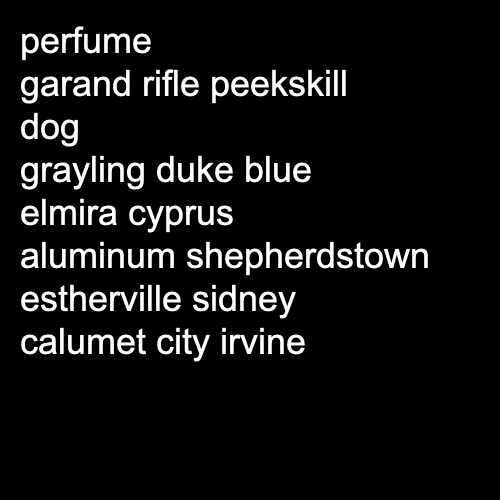 perfume
garand rifle peekskill
dog
grayling duke blue
elmira cyprus
aluminum shepherdstown
estherville sidney
calumet city irvine